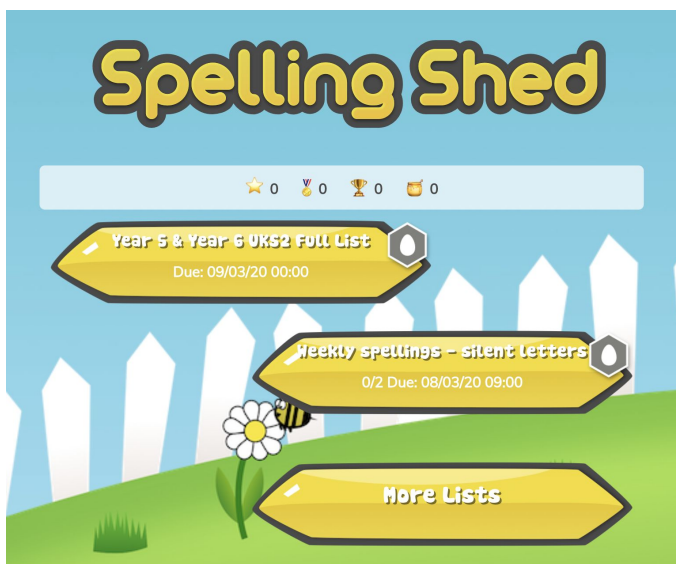 Spelling Shed
0 0 0 0
Year 5 & Year 6 UKS2 Full List
Due: 09/03/20 00:00
Weekly spellings - silent letters
0/2 Due: 08/03/20 09:00
More Lists